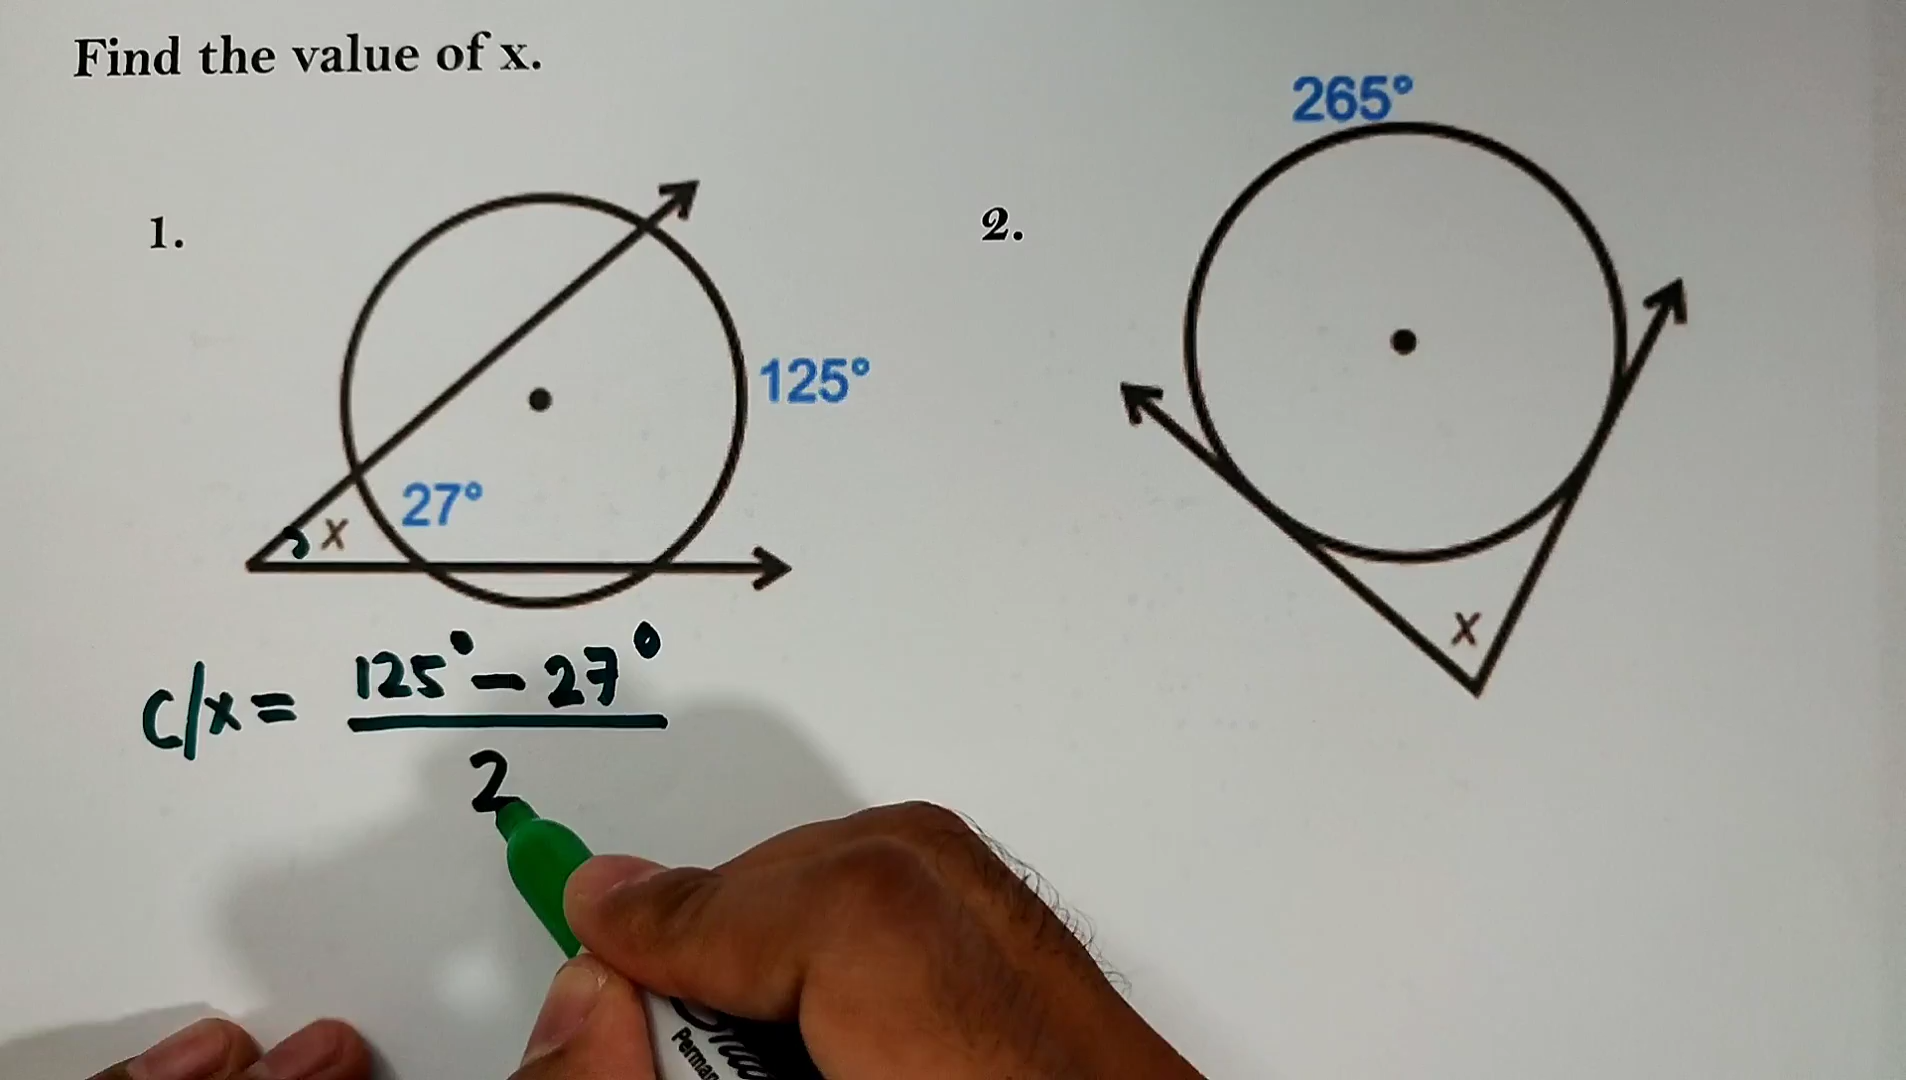 Find the value of x.
1.
125°
27°
x
2.
265°
x
C/x = 125° - 27°
2